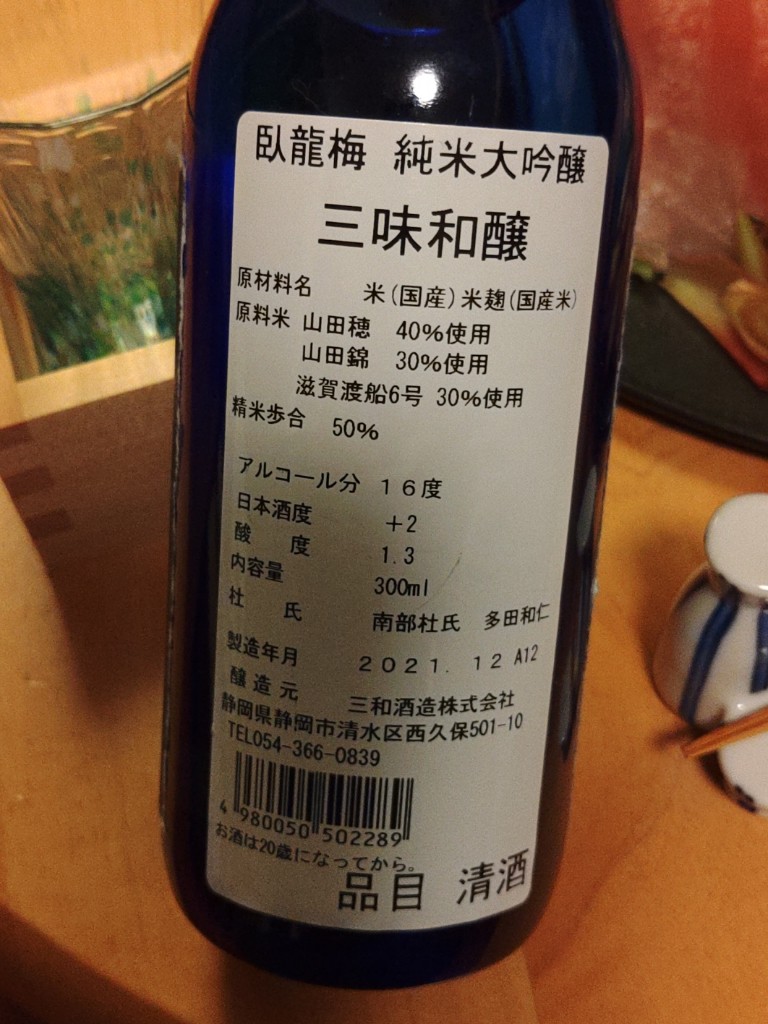 臥龍梅 純米大吟醸
三味和醸
原材料名 米(国産)米麹(国産米)
原料米 山田穂 40%使用
山田錦 30%使用
滋賀渡船6号 30%使用
精米歩合 50%
アルコール分 16度
日本酒度 +2
酸度 1.3
内容量 300ml
杜氏 南部杜氏 多田和仁
製造年月 2021.12 A12
醸造元 三和酒造株式会社
静岡県静岡市清水区西久保501-10
TEL054-366-0839
4 980050 502289
お酒は20歳になってから。
品目 清酒